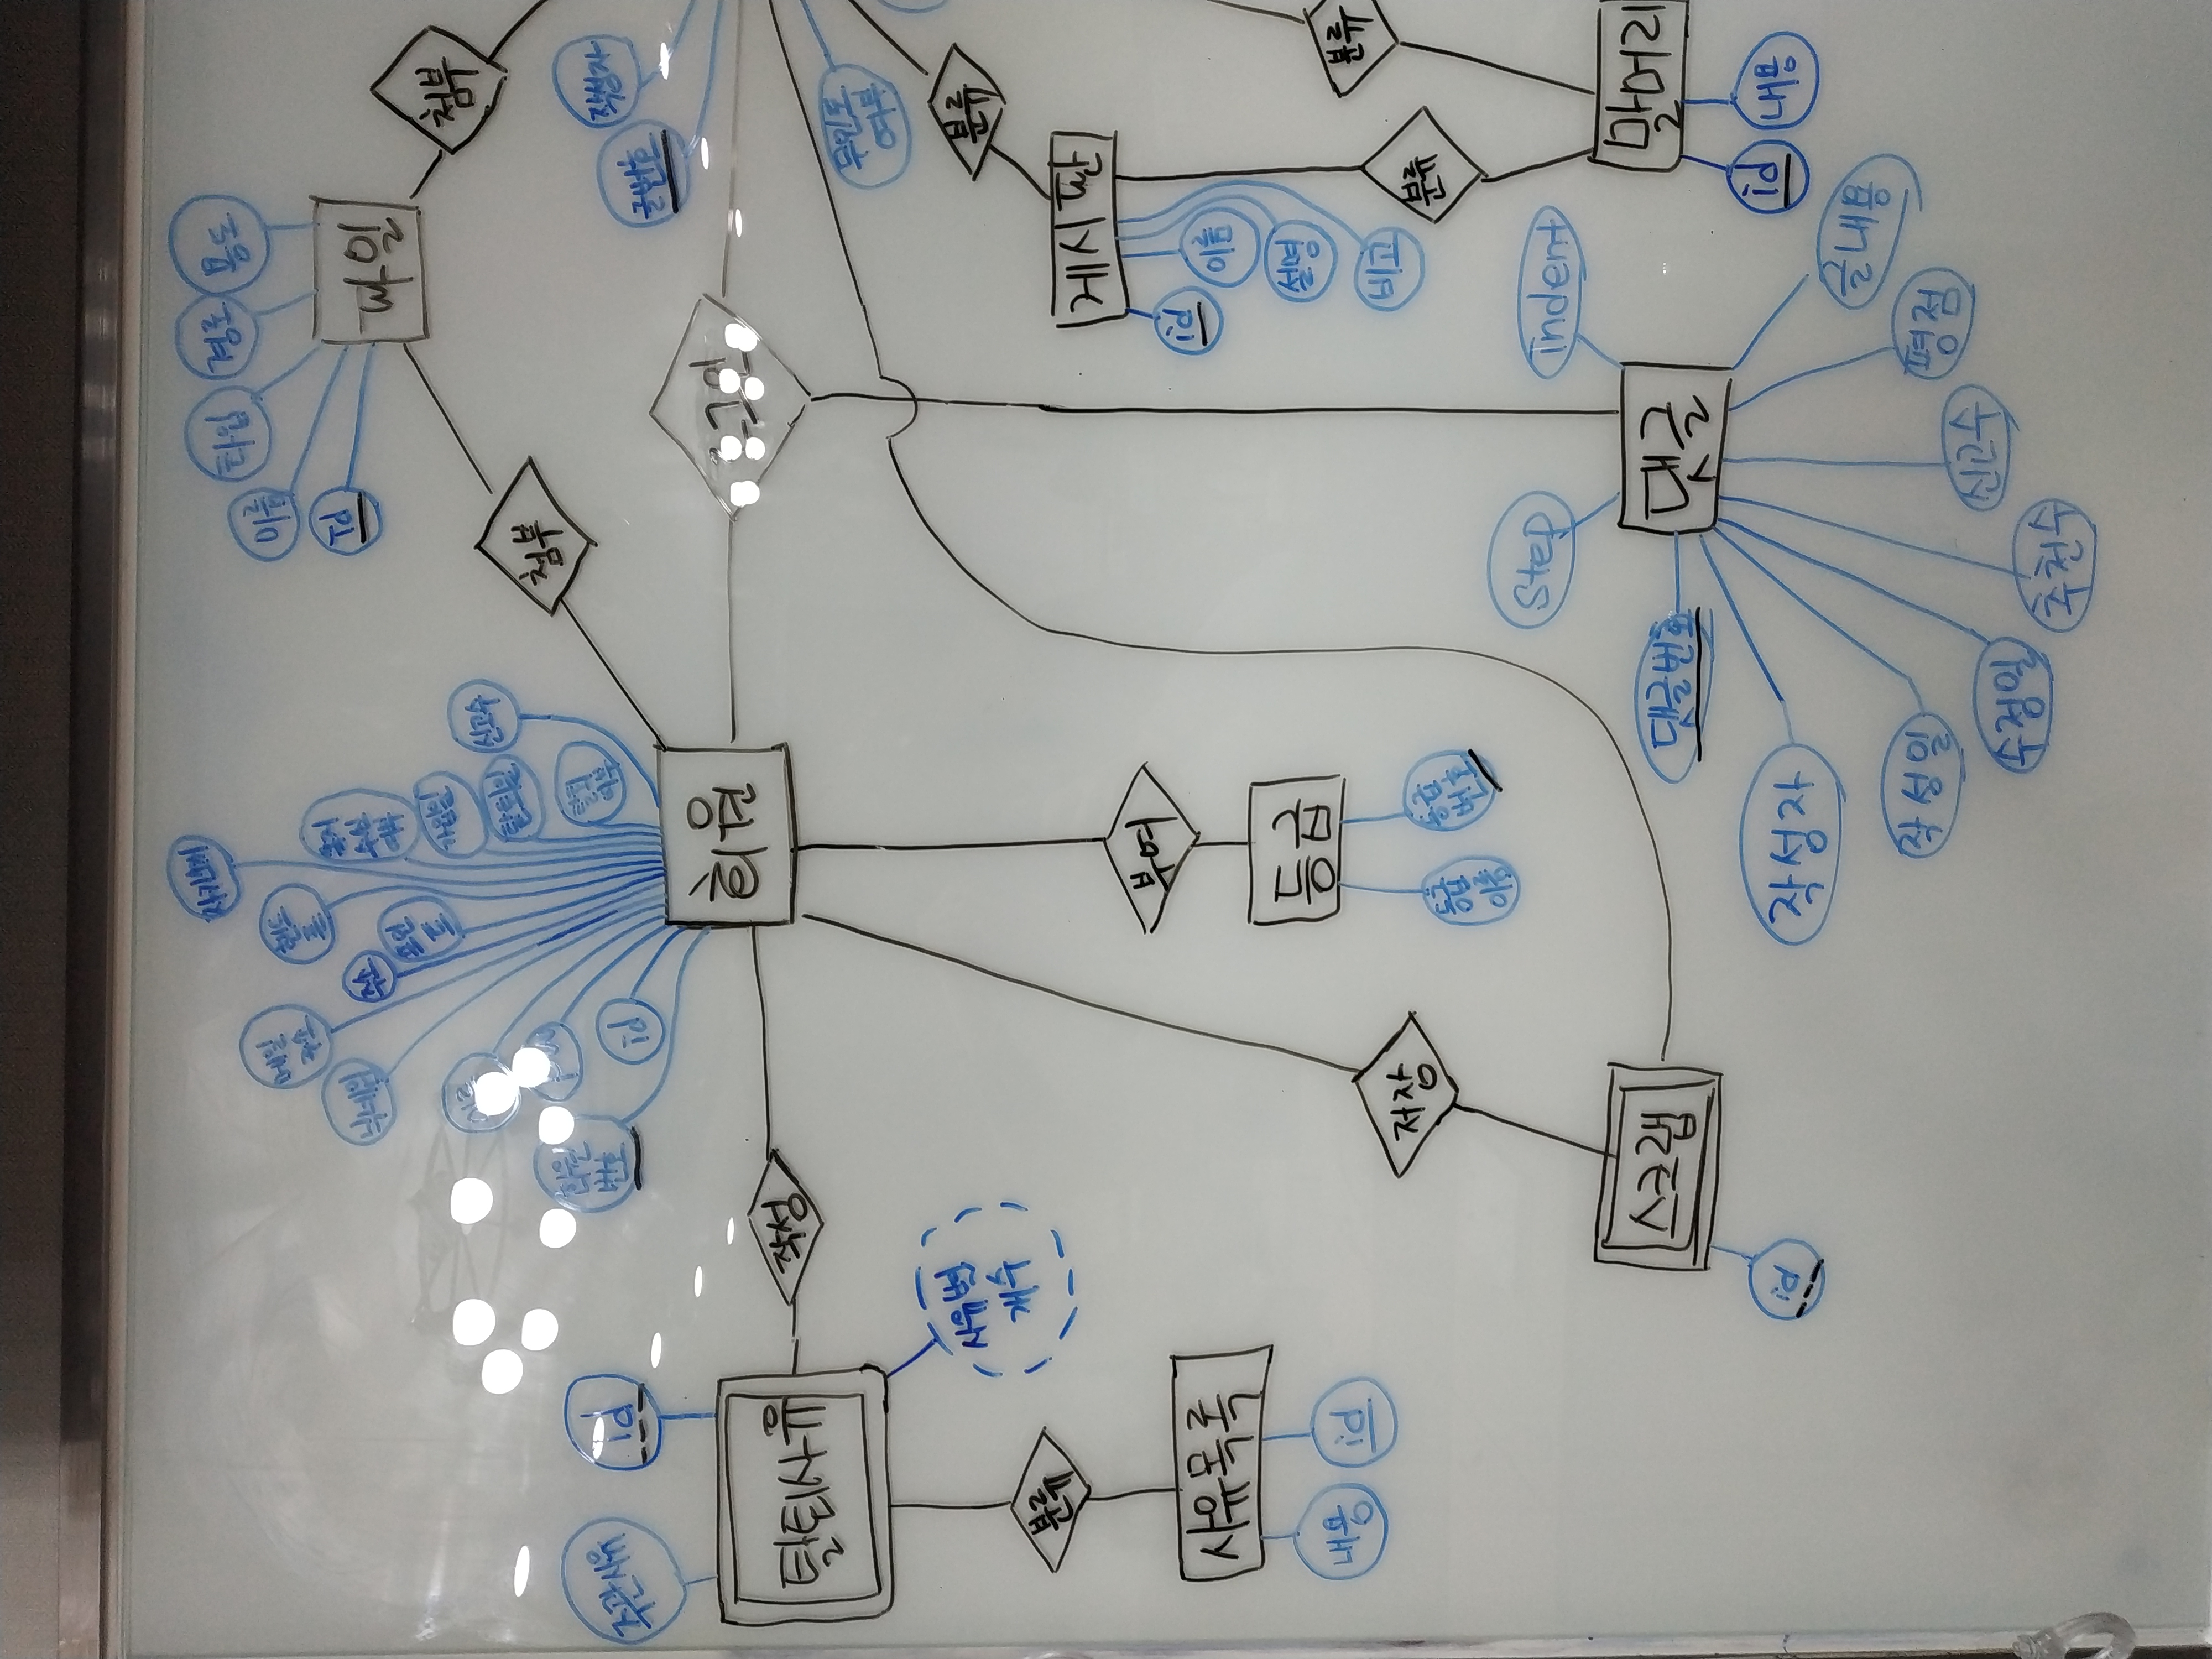 자기소개
메일
주소
핸드
폰
닉네임
주소
포인
트
공지
수신
여부
가입일
탈퇴일
신고수
탈퇴
여부
이름
회원
번호
id
이름
타입
경로
용도
id
파일
첨부
첨부
주관사유
id
탈퇴사유
작성
회원
로그인
글번호
작성자
무인도
여부
사유별
개수
분류
사유목록
내용
id
부여
등급
등급
이름
등급
번호
저장
스크랩
id
분류
게시판
id
이름
설명
비고
분류
분류
말머리
id
내용
step
indent
댓글번호
댓글
작성자
작성일
수정일
추천수
신고수
평점
글내용